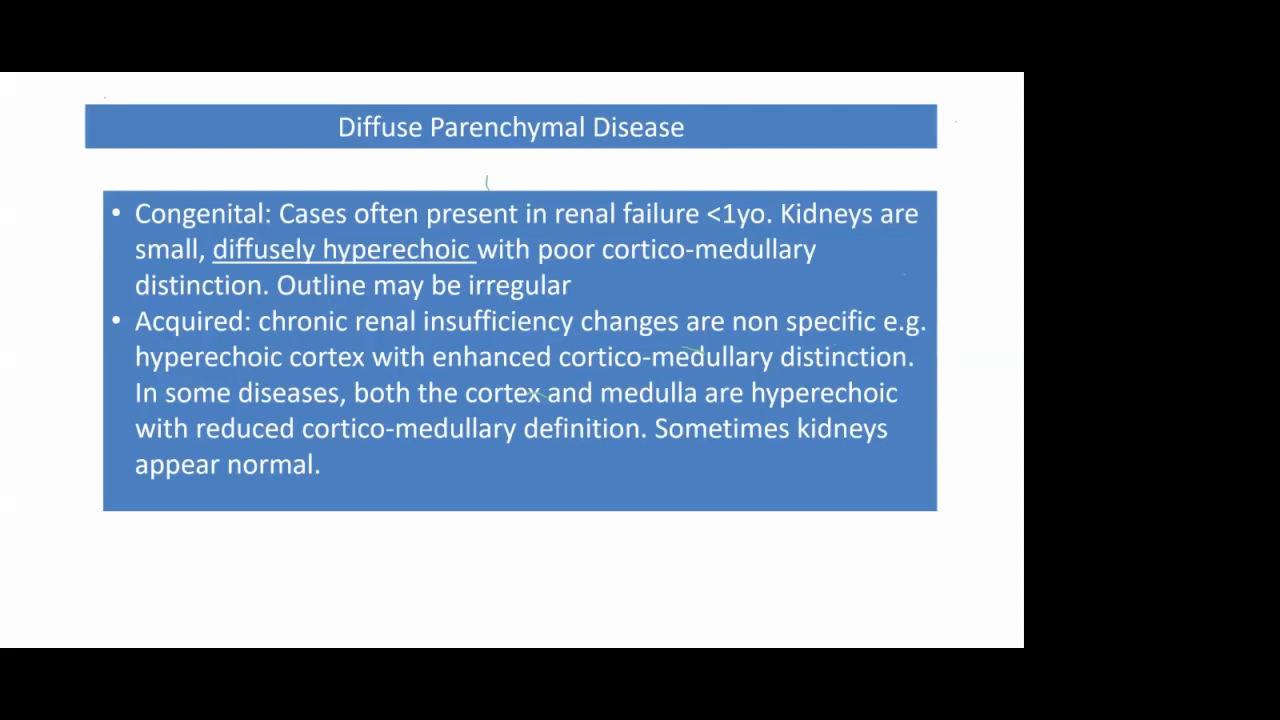 Diffuse Parenchymal Disease
• Congenital: Cases often present in renal failure <1yo. Kidneys are
small, diffusely hyperechoic with poor cortico-medullary
distinction. Outline may be irregular
• Acquired: chronic renal insufficiency changes are non specific e.g.
hyperechoic cortex with enhanced cortico-medullary distinction.
In some diseases, both the cortex and medulla are hyperechoic
with reduced cortico-medullary definition. Sometimes kidneys
appear normal.